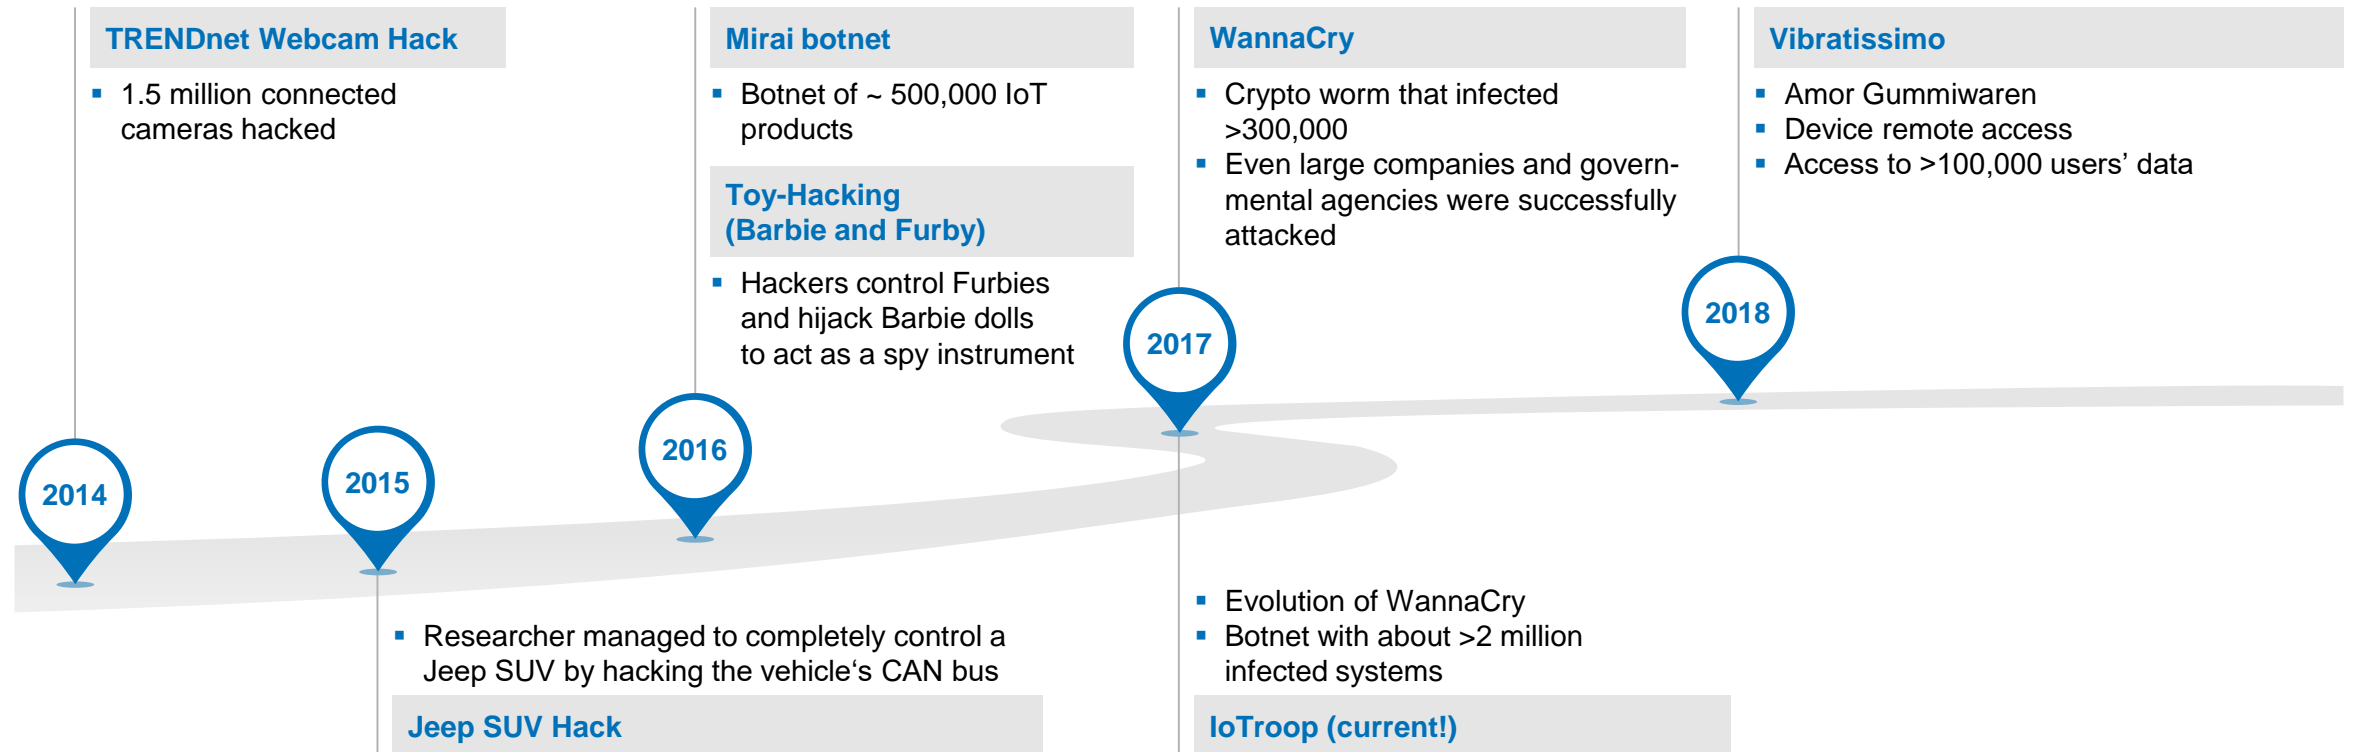 TRENDnet Webcam Hack
▪ 1.5 million connected
cameras hacked
2014
2015
▪ Researcher managed to completely control a
Jeep SUV by hacking the vehicle‘s CAN bus
Jeep SUV Hack
Mirai botnet
▪ Botnet of ~ 500,000 IoT
products
Toy-Hacking
(Barbie and Furby)
▪ Hackers control Furbies
and hijack Barbie dolls
to act as a spy instrument
2016
WannaCry
▪ Crypto worm that infected
>300,000
▪ Even large companies and govern-
mental agencies were successfully
attacked
2017
▪ Evolution of WannaCry
▪ Botnet with about >2 million
infected systems
IoTroop (current!)
Vibratissimo
▪ Amor Gummiwaren
▪ Device remote access
▪ Access to >100,000 users’ data
2018